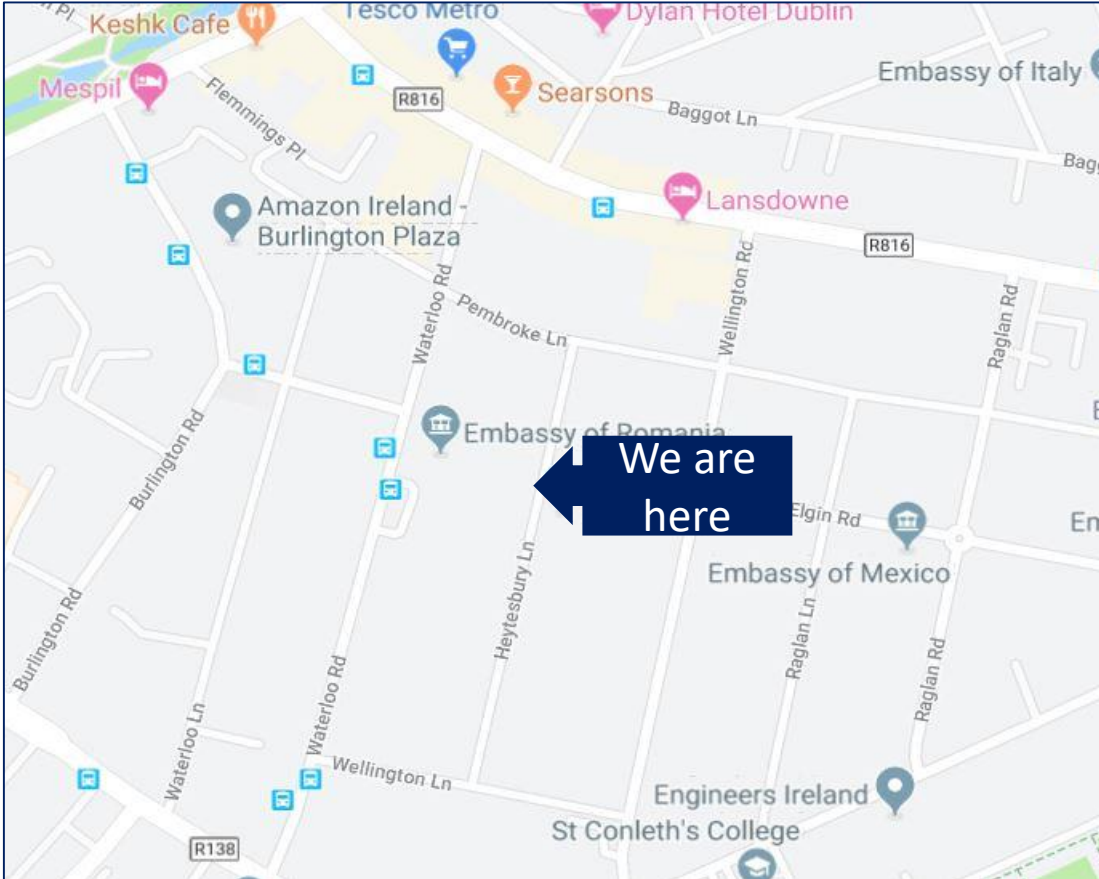 Tesco Metro
Dylan Hotel Dublin
Keshk Cafe
Embassy of Italy
Mespil
R816
Searsons
Flemmings Pl
Baggot Ln
Amazon Ireland -
Burlington Plaza
Lansdowne
R816
Waterloo Rd
Wellington Rd
Raglan Rd
Pembroke Ln
Burlington Rd
Embassy of Romania
We are
here
Elgin Rd
Embassy of Mexico
Heytesbury Ln
Raglan Ln
Burlington Rd
Waterloo Rd
Raglan Rd
Waterloo Ln
Wellington Ln
Engineers Ireland
St Conleth's College
R138